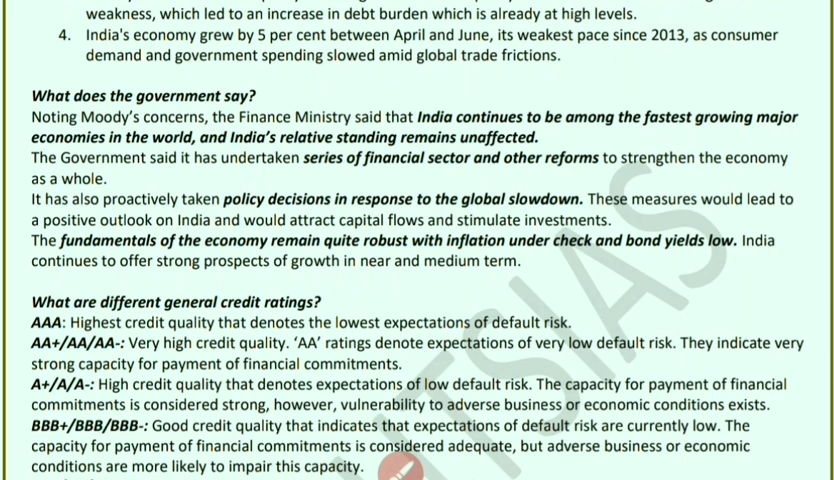 weakness, which led to an increase in debt burden which is already at high levels.
4. India's economy grew by 5 per cent between April and June, its weakest pace since 2013, as consumer
demand and government spending slowed amid global trade frictions.
What does the government say?
Noting Moody's concerns, the Finance Ministry said that India continues to be among the fastest growing major
economies in the world, and India's relative standing remains unaffected.
The Government said it has undertaken series of financial sector and other reforms to strengthen the economy
as a whole.
It has also proactively taken policy decisions in response to the global slowdown. These measures would lead to
a positive outlook on India and would attract capital flows and stimulate investments.
The fundamentals of the economy remain quite robust with inflation under check and bond yields low. India
continues to offer strong prospects of growth in near and medium term.
What are different general credit ratings?
AAA: Highest credit quality that denotes the lowest expectations of default risk.
AA+/AA/AA-: Very high credit quality. 'AA' ratings denote expectations of very low default risk. They indicate very
strong capacity for payment of financial commitments.
A+/A/A-: High credit quality that denotes expectations of low default risk. The capacity for payment of financial
commitments is considered strong, however, vulnerability to adverse business or economic conditions exists.
BBB+/BBB/BBB-: Good credit quality that indicates that expectations of default risk are currently low. The
capacity for payment of financial commitments is considered adequate, but adverse business or economic
conditions are more likely to impair this capacity.